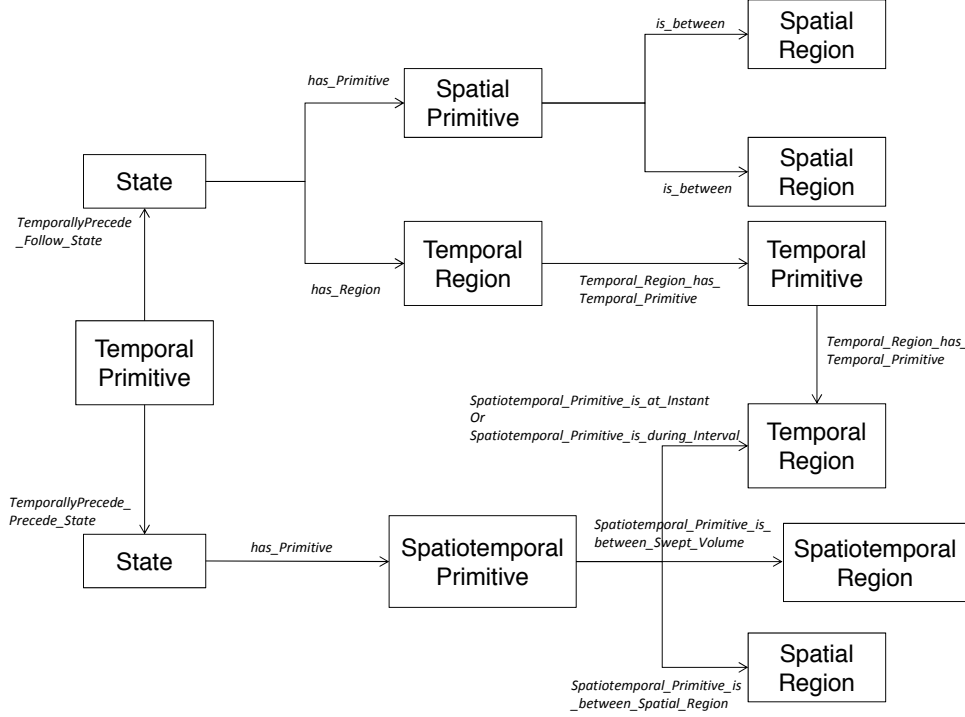 is_between
Spatial
Region
has_Primitive
Spatial
Primitive
State
Spatial
Region
is_between
TemporallyPrecede
_Follow_State
Temporal
Region
has_Region
Temporal_Region_has_
Temporal_Primitive
Temporal
Primitive
Temporal
Primitive
Temporal_Region_has_
Temporal_Primitive
Spatiotemporal_Primitive_is_at_Instant
Or
Spatiotemporal_Primitive_is_during_Interval
Temporal
Region
TemporallyPrecede_
Precede_State
State
has_Primitive
Spatiotemporal
Primitive
Spatiotemporal_Primitive_is_
between_Swept_Volume
Spatiotemporal
Region
Spatiotemporal_Primitive_is
_between_Spatial_Region
Spatial
Region